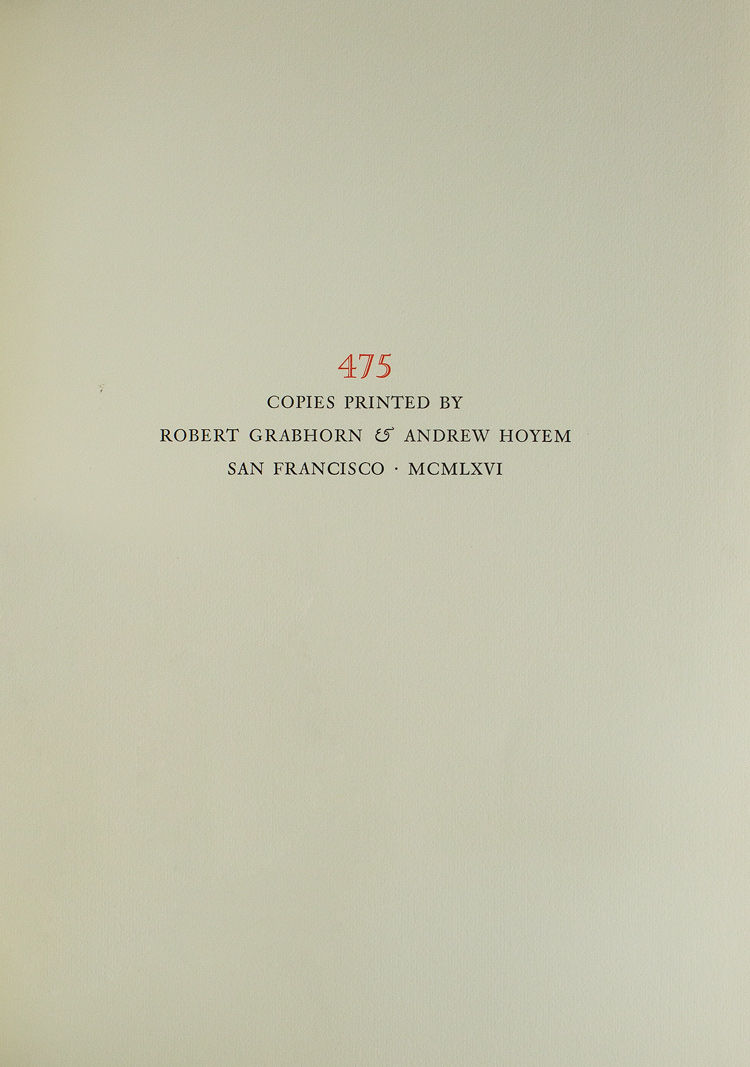 475
COPIES PRINTED BY
ROBERT GRABHORN & ANDREW HOYEM
SAN FRANCISCO · MCMLXVI